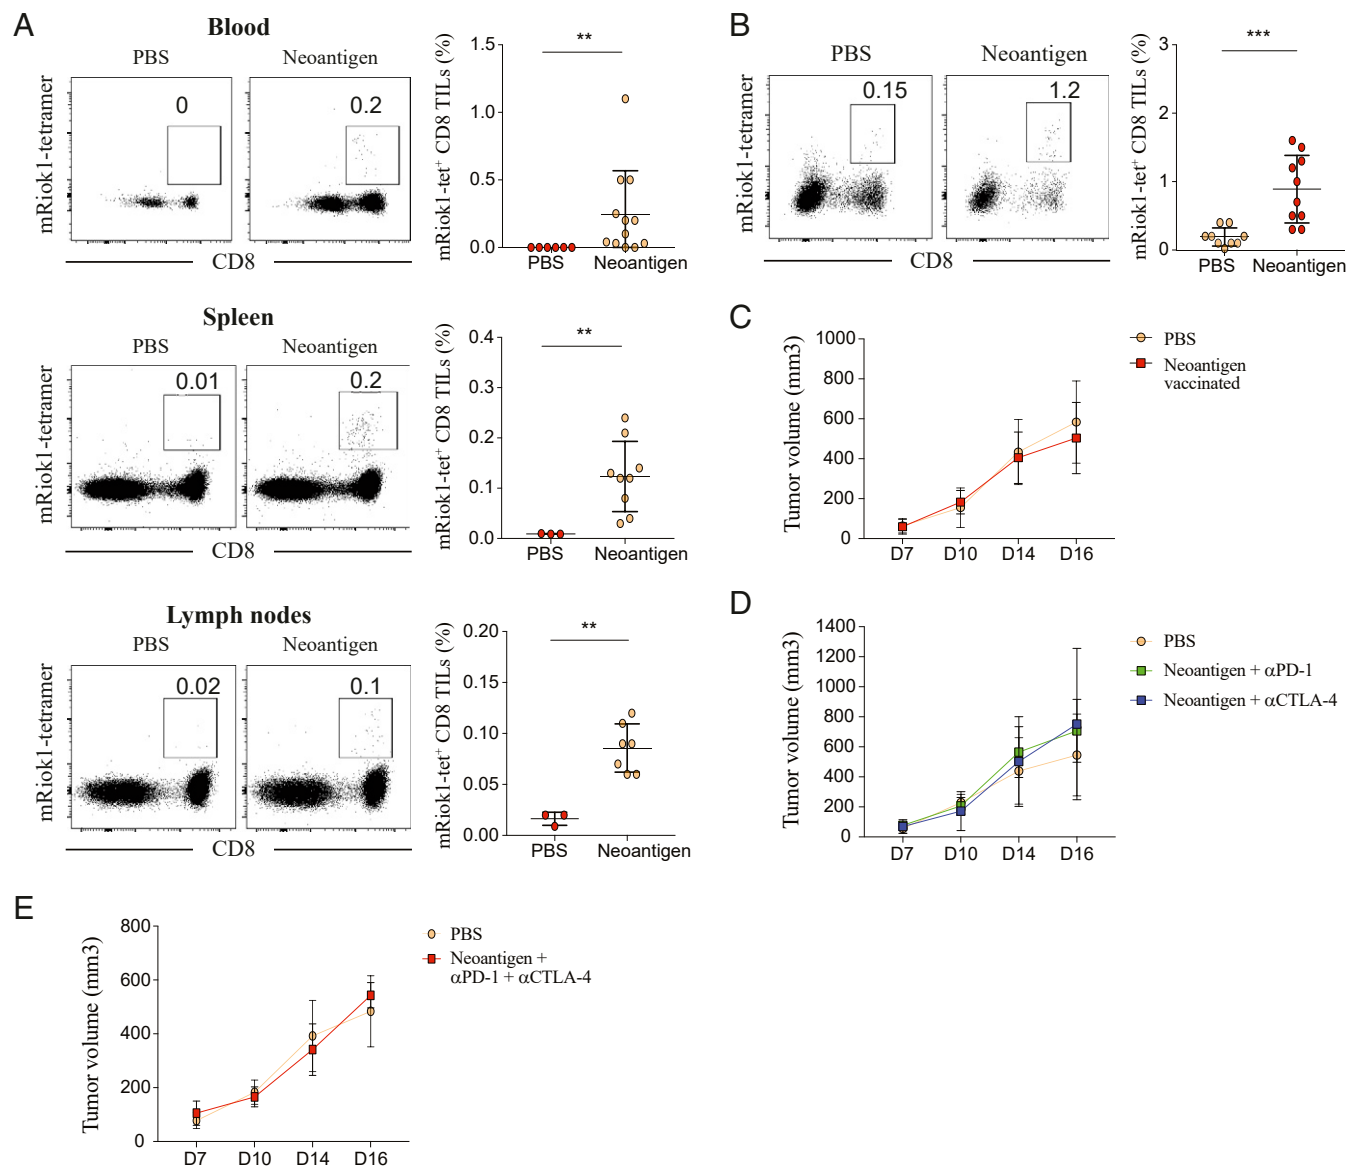 A
Blood
PBS
Neoantigen
mRiok1-tetramer
0
0.2
CD8
mRiok1-tet⁺ CD8 TILs (%)
1.5
1.0
0.5
0.0
**
PBS
Neoantigen
B
PBS
Neoantigen
mRiok1-tetramer
0.15
1.2
CD8
mRiok1-tet⁺ CD8 TILs (%)
3
2
1
0
***
PBS
Neoantigen
Spleen
PBS
Neoantigen
mRiok1-tetramer
0.01
0.2
CD8
mRiok1-tet⁺ CD8 TILs (%)
0.4
0.3
0.2
0.1
0.0
**
PBS
Neoantigen
C
Tumor volume (mm3)
1000
800
600
400
200
0
D7
D10
D14
D16
PBS
Neoantigen
vaccinated
Lymph nodes
PBS
Neoantigen
mRiok1-tetramer
0.02
0.1
CD8
mRiok1-tet⁺ CD8 TILs (%)
0.20
0.15
0.10
0.05
0.00
**
PBS
Neoantigen
D
Tumor volume (mm3)
1400
1200
1000
800
600
400
200
0
D7
D10
D14
D16
PBS
Neoantigen + αPD-1
Neoantigen + αCTLA-4
E
Tumor volume (mm3)
800
600
400
200
0
D7
D10
D14
D16
PBS
Neoantigen +
αPD-1 + αCTLA-4